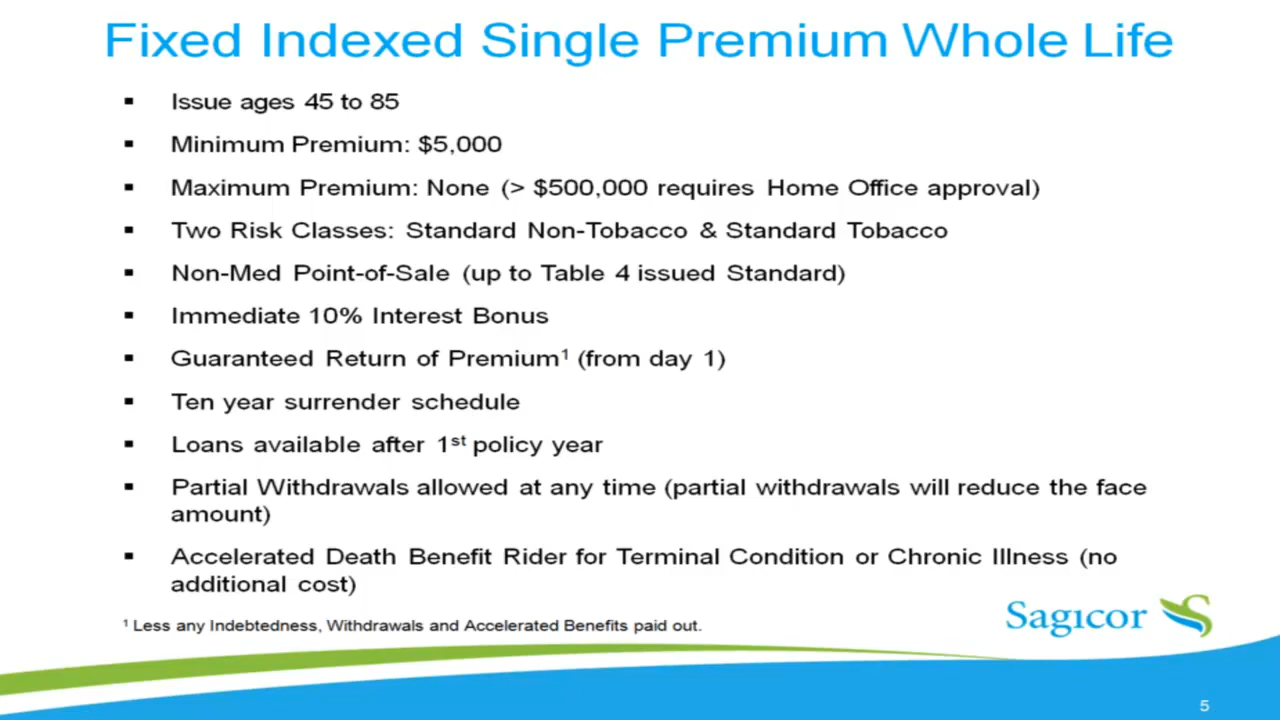 Fixed Indexed Single Premium Whole Life
▪ Issue ages 45 to 85
▪ Minimum Premium: $5,000
▪ Maximum Premium: None (> $500,000 requires Home Office approval)
▪ Two Risk Classes: Standard Non-Tobacco & Standard Tobacco
▪ Non-Med Point-of-Sale (up to Table 4 issued Standard)
▪ Immediate 10% Interest Bonus
▪ Guaranteed Return of Premium¹ (from day 1)
▪ Ten year surrender schedule
▪ Loans available after 1st policy year
▪ Partial Withdrawals allowed at any time (partial withdrawals will reduce the face
amount)
▪ Accelerated Death Benefit Rider for Terminal Condition or Chronic Illness (no
additional cost)
¹ Less any Indebtedness, Withdrawals and Accelerated Benefits paid out.
Sagicor
5